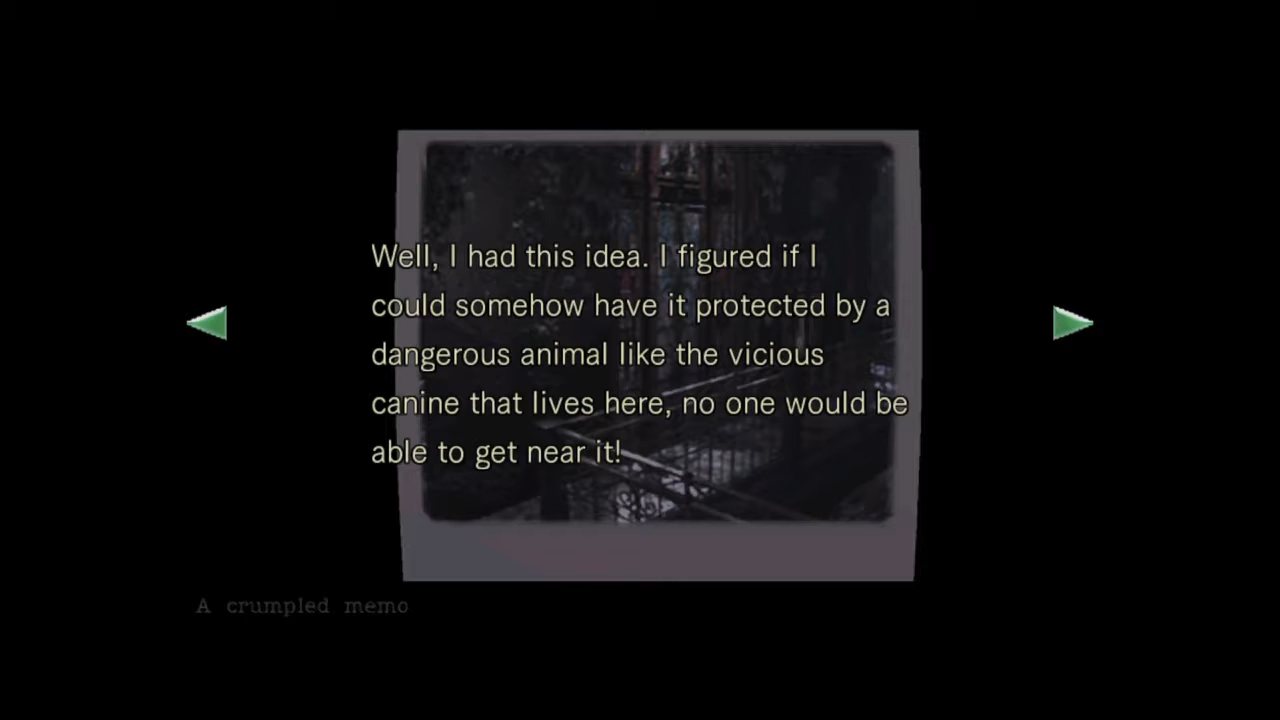 Well, I had this idea. I figured if I
could somehow have it protected by a
dangerous animal like the vicious
canine that lives here, no one would be
able to get near it!
A crumpled memo